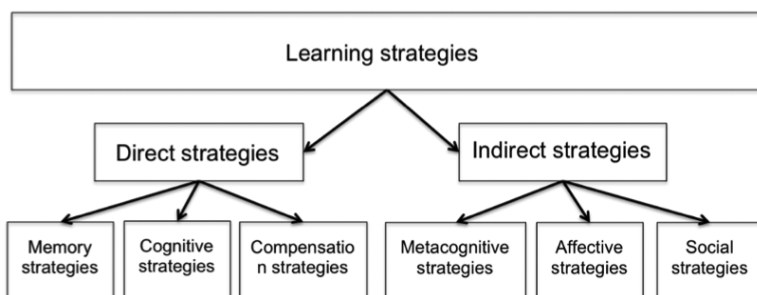 Learning strategies
Direct strategies
Indirect strategies
Memory
strategies
Cognitive
strategies
Compensatio
n strategies
Metacognitive
strategies
Affective
strategies
Social
strategies